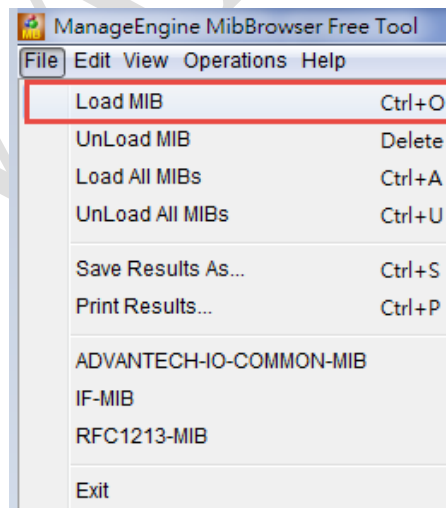 ManageEngine MibBrowser Free Tool
File Edit View Operations Help
Load MIB Ctrl+O
UnLoad MIB Delete
Load All MIBs Ctrl+A
UnLoad All MIBs Ctrl+U
Save Results As... Ctrl+S
Print Results... Ctrl+P
ADVANTECH-IO-COMMON-MIB
IF-MIB
RFC1213-MIB
Exit